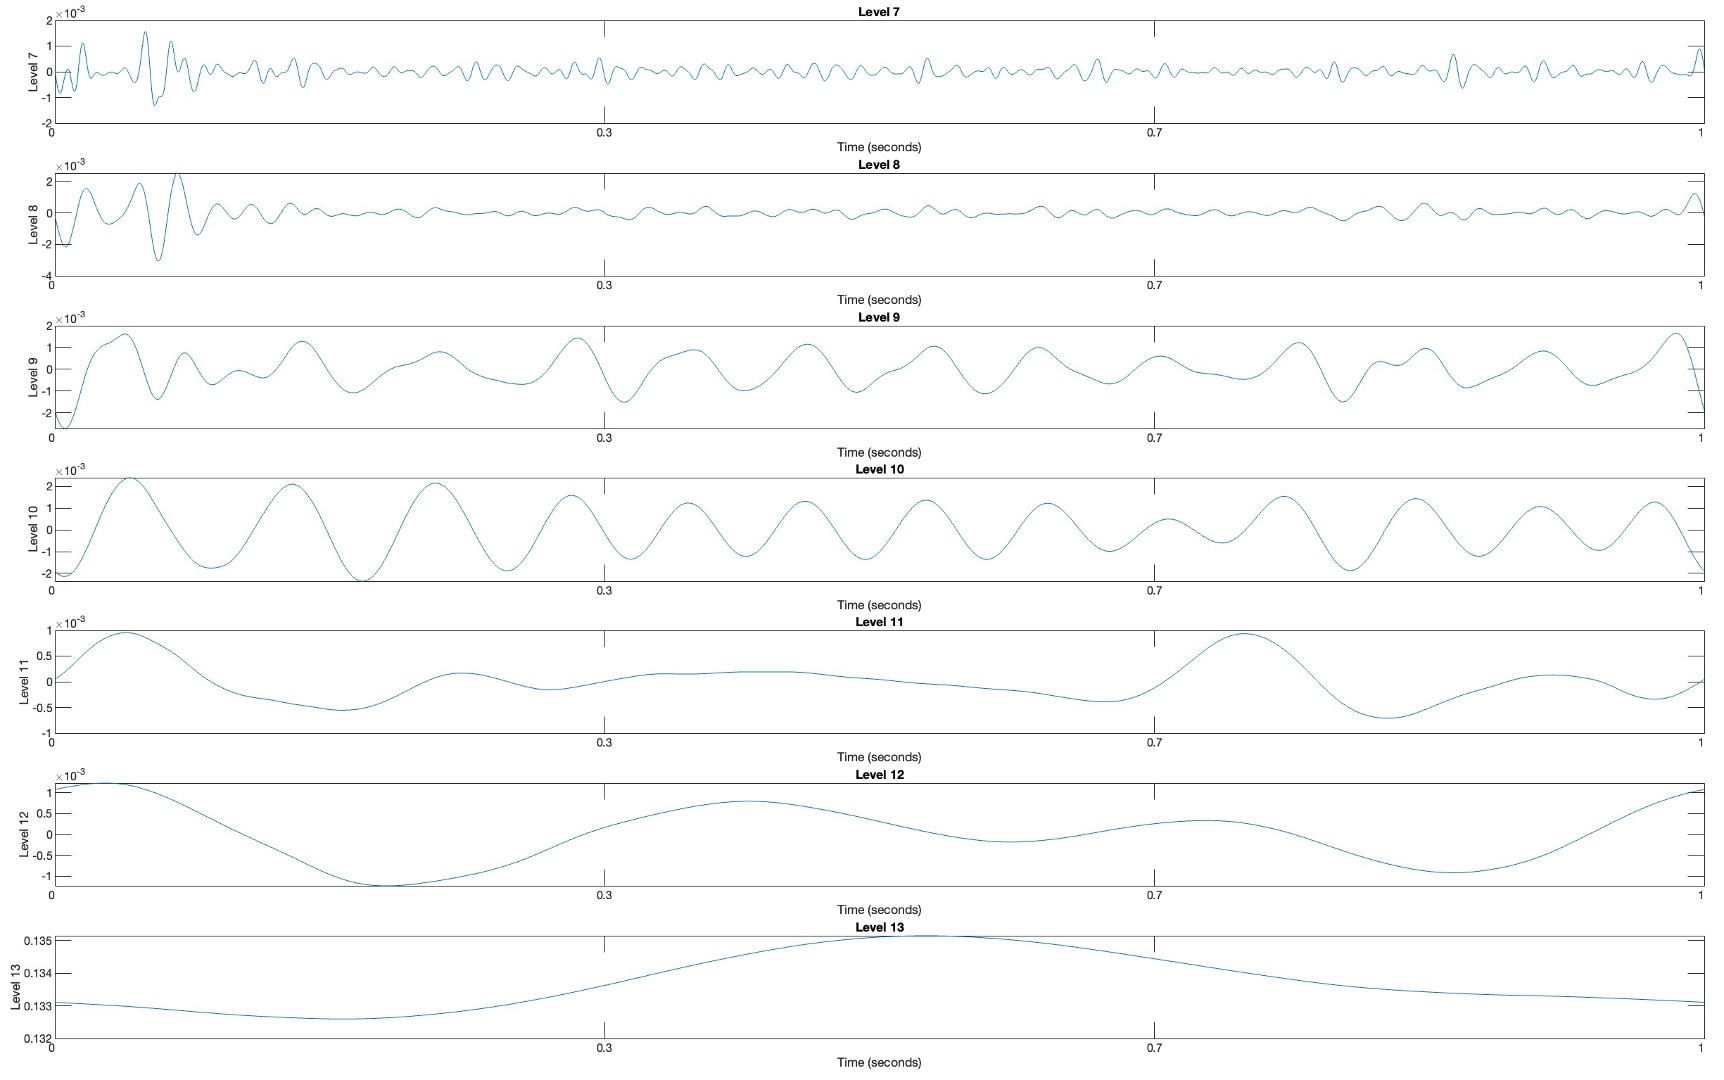 Level 7
×10⁻³
Level 7
2
1
0
-1
-2
0 0.3 0.7 1
Time (seconds)
Level 8
×10⁻³
Level 8
2
0
-2
-4
0 0.3 0.7 1
Time (seconds)
Level 9
×10⁻³
Level 9
2
1
0
-1
-2
0 0.3 0.7 1
Time (seconds)
Level 10
×10⁻³
Level 10
2
1
0
-1
-2
0 0.3 0.7 1
Time (seconds)
Level 11
×10⁻³
Level 11
1
0.5
0
-0.5
-1
0 0.3 0.7 1
Time (seconds)
Level 12
×10⁻³
Level 12
1
0.5
0
-0.5
-1
0 0.3 0.7 1
Time (seconds)
Level 13
Level 13
0.135
0.134
0.133
0.132
0 0.3 0.7 1
Time (seconds)